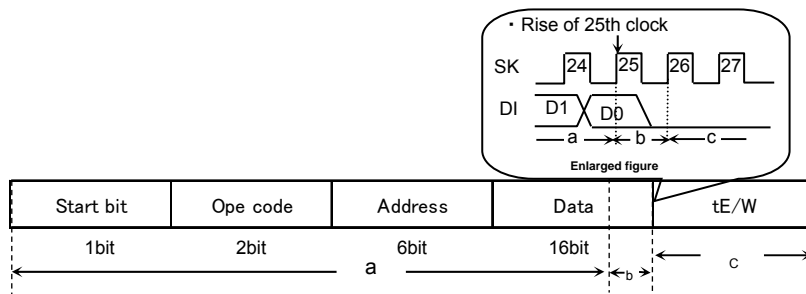 ・Rise of 25th clock
SK
24
25
26
27
DI
D1
D0
a
b
c
Enlarged figure
Start bit
Ope code
Address
Data
tE/W
1bit
2bit
6bit
16bit
a
b
C